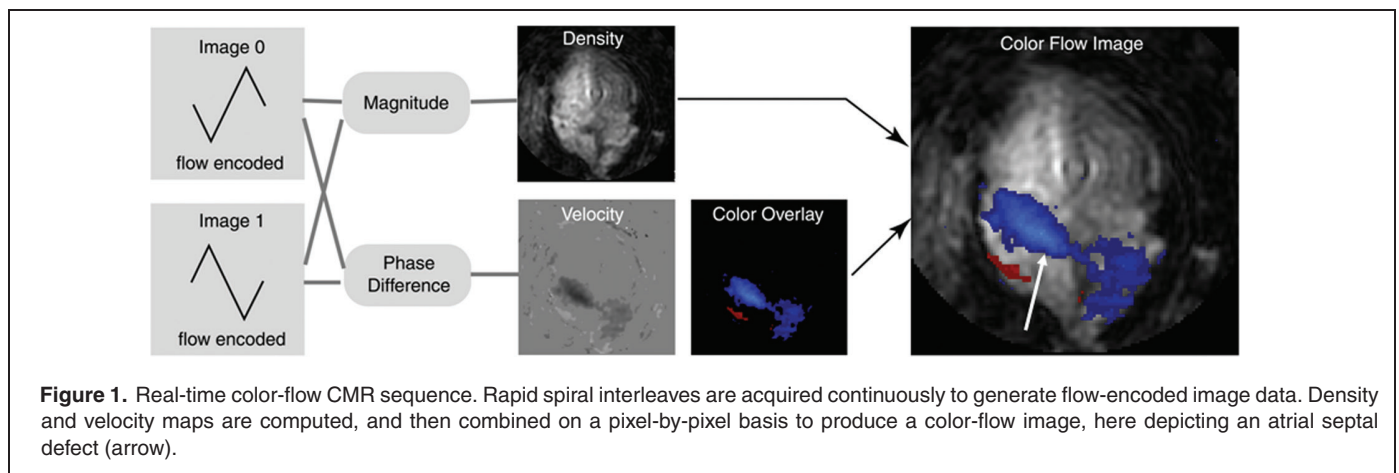 Image 0
flow encoded
Image 1
flow encoded
Magnitude
Phase
Difference
Density
Velocity
Color Overlay
Color Flow Image
Figure 1. Real-time color-flow CMR sequence. Rapid spiral interleaves are acquired continuously to generate flow-encoded image data. Density
and velocity maps are computed, and then combined on a pixel-by-pixel basis to produce a color-flow image, here depicting an atrial septal
defect (arrow).